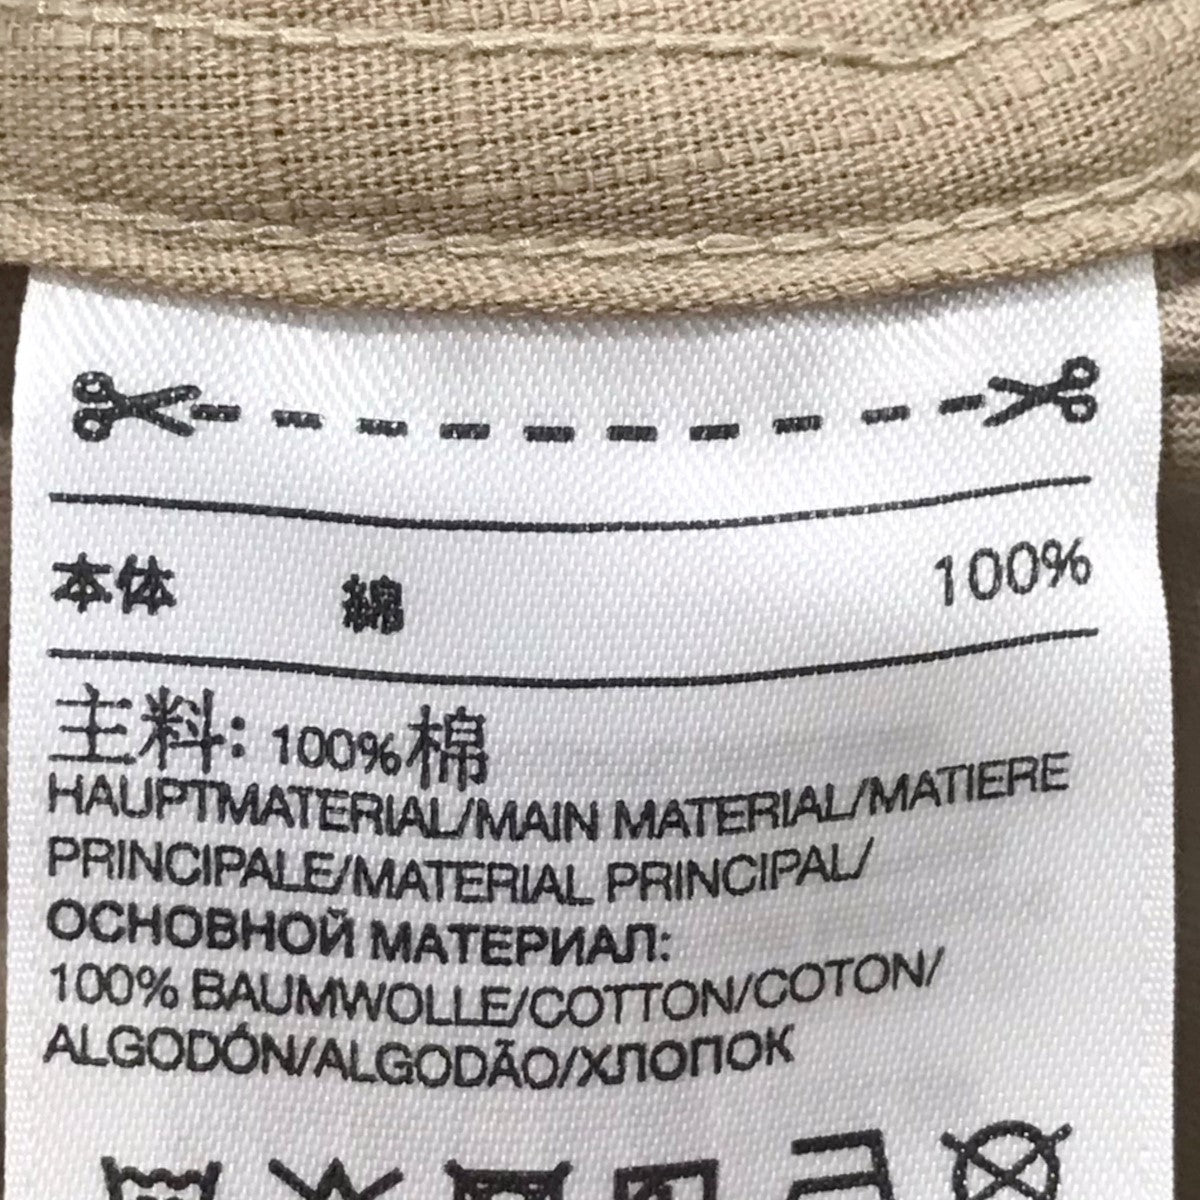 本体 綿 100%
主料: 100%棉
HAUPTMATERIAL/MAIN MATERIAL/MATIERE
PRINCIPALE/MATERIAL PRINCIPAL/
ОСНОВНОЙ МАТЕРИАЛ:
100% BAUMWOLLE/COTTON/COTON/
ALGODÓN/ALGODÃO/ХЛОПОК